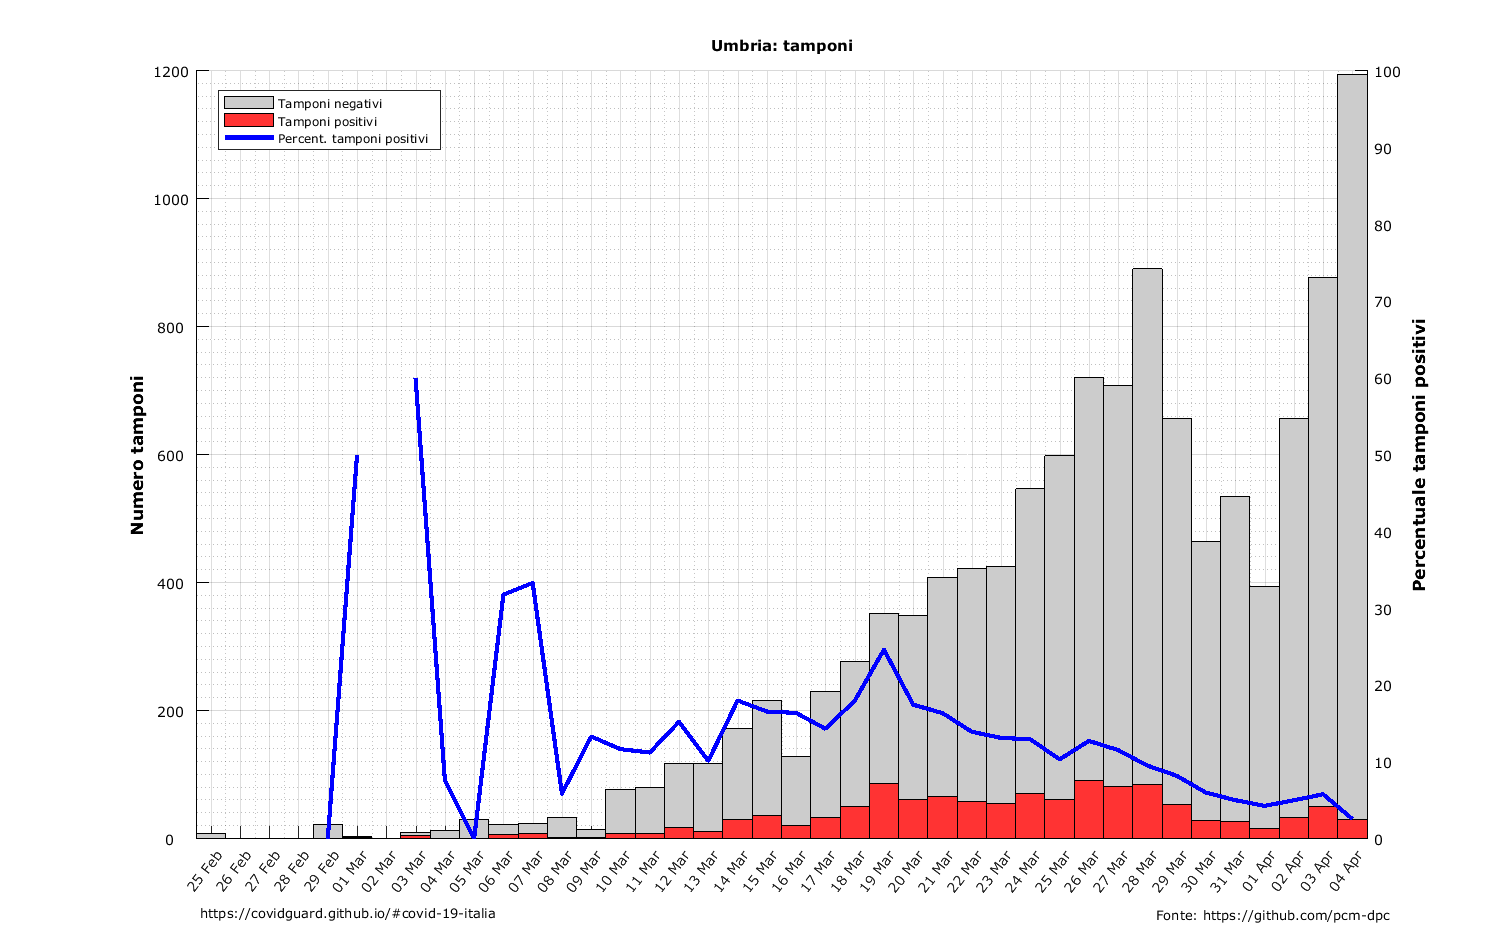 Umbria: tamponi
1200
1000
800
600
400
200
0
Numero tamponi
Tamponi negativi
Tamponi positivi
Percent. tamponi positivi
100
90
80
70
60
50
40
30
20
10
0
Percentuale tamponi positivi
25 Feb
26 Feb
27 Feb
28 Feb
29 Feb
01 Mar
02 Mar
03 Mar
04 Mar
05 Mar
06 Mar
07 Mar
08 Mar
09 Mar
10 Mar
11 Mar
12 Mar
13 Mar
14 Mar
15 Mar
16 Mar
17 Mar
18 Mar
19 Mar
20 Mar
21 Mar
22 Mar
23 Mar
24 Mar
25 Mar
26 Mar
27 Mar
28 Mar
29 Mar
30 Mar
31 Mar
01 Apr
02 Apr
03 Apr
04 Apr
https://covidguard.github.io/#covid-19-italia
Fonte: https://github.com/pcm-dpc